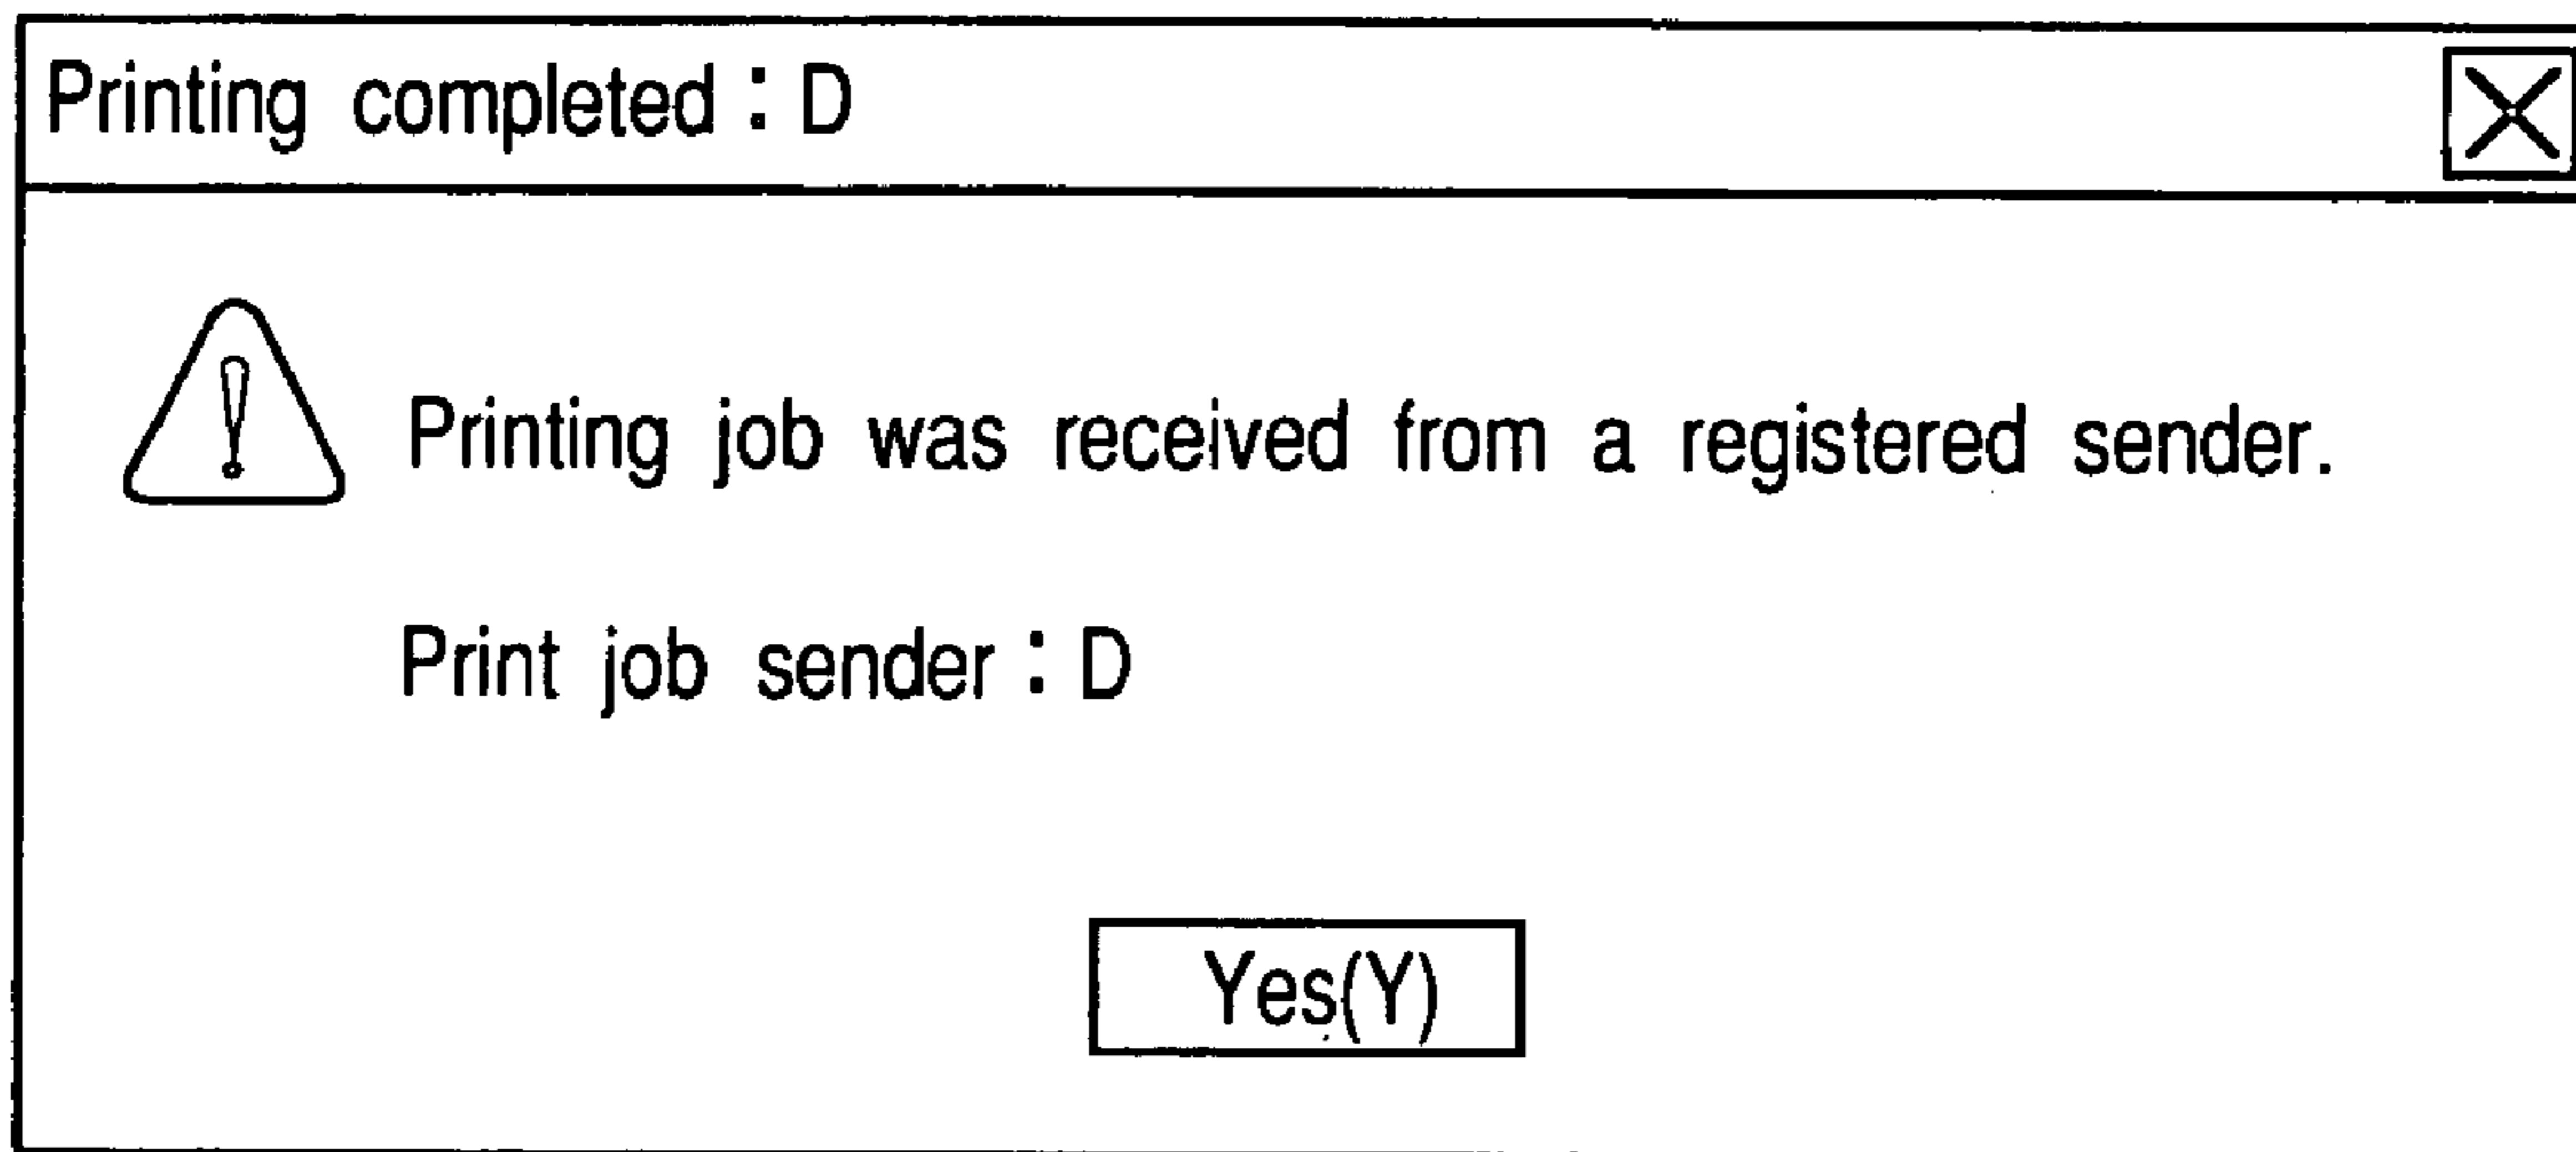 Printing completed : D
Printing job was received from a registered sender.
Print job sender : D
Yes(Y)